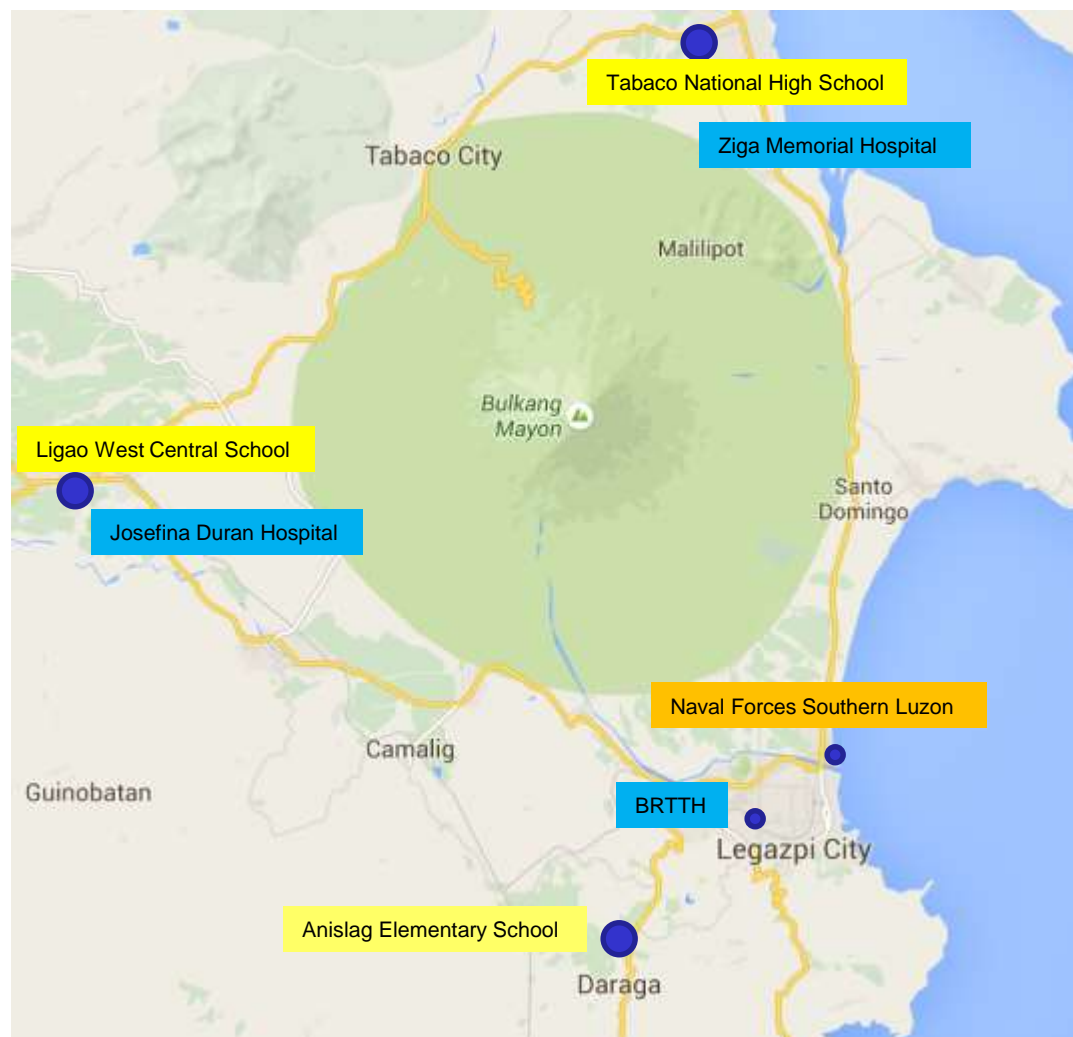 Tabaco National High School
Ziga Memorial Hospital
Tabaco City
Malilipot
Bulkang
Mayon
Ligao West Central School
Santo
Domingo
Josefina Duran Hospital
Naval Forces Southern Luzon
Camalig
Guinobatan
BRTTH
Legazpi City
Anislag Elementary School
Daraga